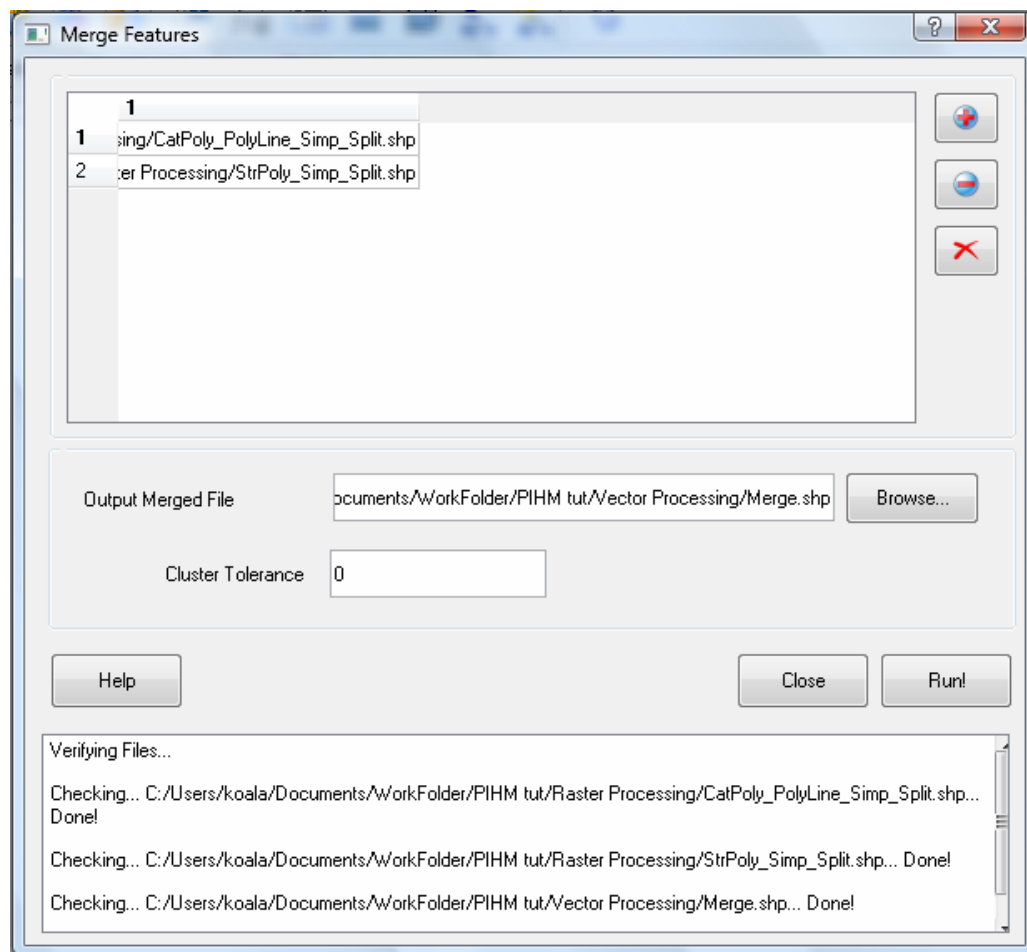 Merge Features
1
1 sing/CatPoly_PolyLine_Simp_Split.shp
2 er Processing/StrPoly_Simp_Split.shp
Output Merged File ocuments/WorkFolder/PIHM tut/Vector Processing/Merge.shp Browse...
Cluster Tolerance 0
Help Close Run!
Verifying Files...
Checking... C:/Users/koala/Documents/WorkFolder/PIHM tut/Raster Processing/CatPoly_PolyLine_Simp_Split.shp...
Done!
Checking... C:/Users/koala/Documents/WorkFolder/PIHM tut/Raster Processing/StrPoly_Simp_Split.shp... Done!
Checking... C:/Users/koala/Documents/WorkFolder/PIHM tut/Vector Processing/Merge.shp... Done!